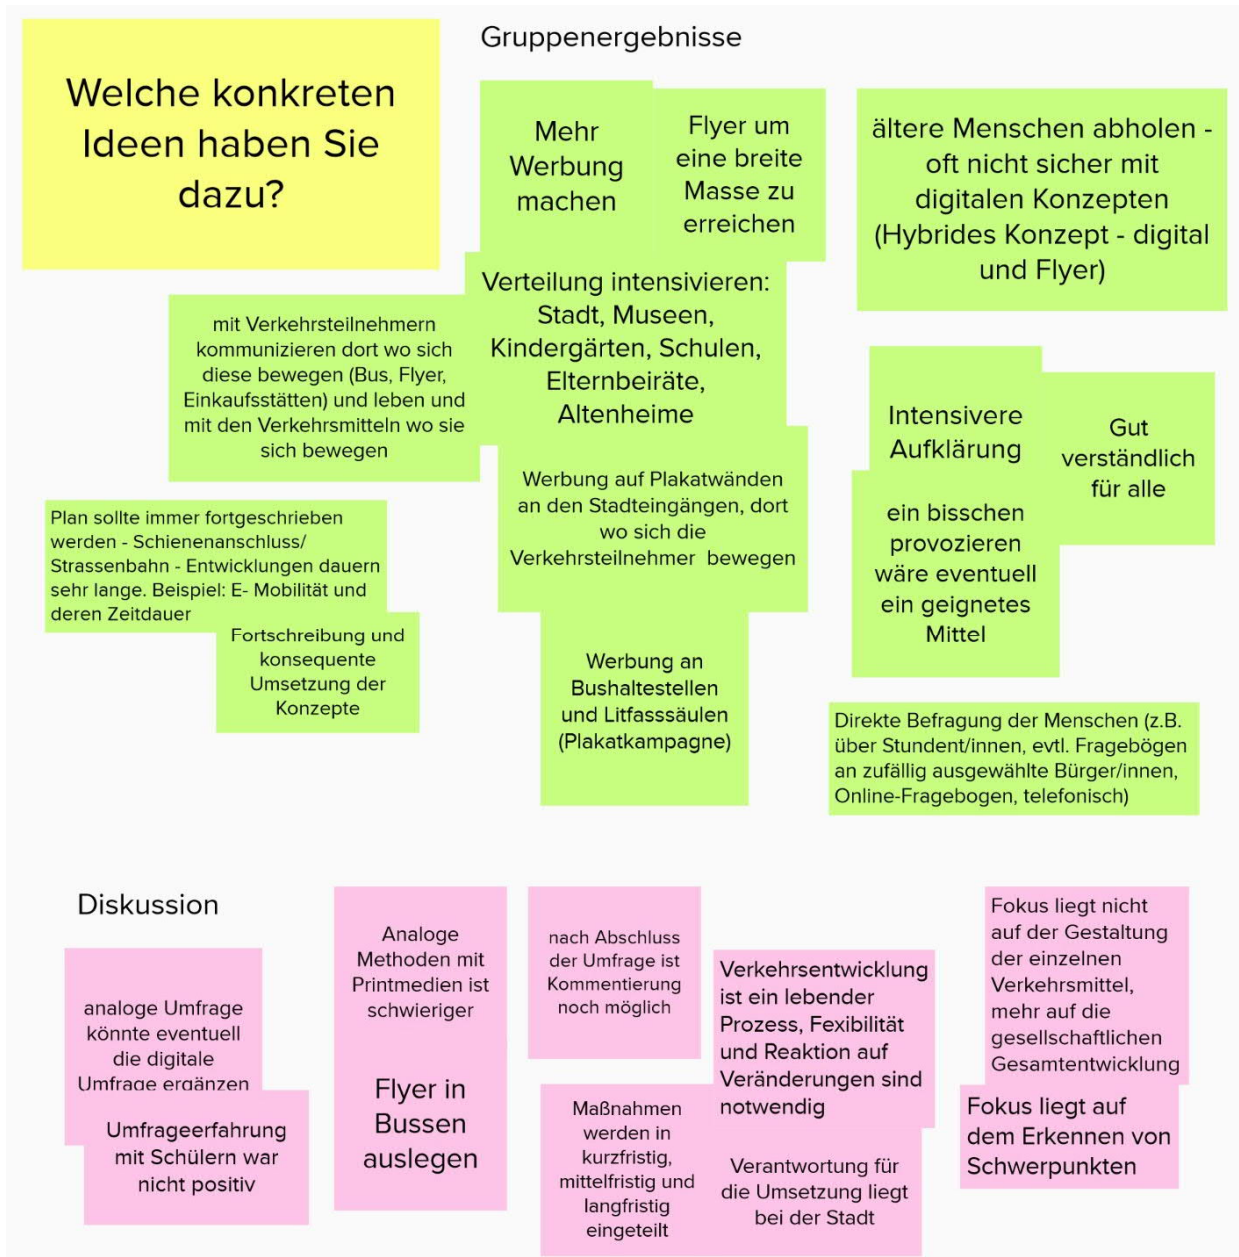 Welche konkreten
Ideen haben Sie
dazu?
Gruppenergebnisse
Mehr
Werbung
machen
Flyer um
eine breite
Masse zu
erreichen
ältere Menschen abholen -
oft nicht sicher mit
digitalen Konzepten
(Hybrides Konzept - digital
und Flyer)
mit Verkehrsteilnehmern
kommunizieren dort wo sich
diese bewegen (Bus, Flyer,
Einkaufsstätten) und leben und
mit den Verkehrsmitteln wo sie
sich bewegen
Verteilung intensivieren:
Stadt, Museen,
Kindergärten, Schulen,
Elternbeiräte,
Altenheime
Intensivere
Aufklärung
Gut
verständlich
für alle
Werbung auf Plakatwänden
an den Stadteingängen, dort
wo sich die
Verkehrsteilnehmer bewegen
ein bisschen
provozieren
wäre eventuell
ein geignetes
Mittel
Plan sollte immer fortgeschrieben
werden - Schienenanschluss/
Strassenbahn - Entwicklungen dauern
sehr lange. Beispiel: E- Mobilität und
deren Zeitdauer
Fortschreibung und
konsequente
Umsetzung der
Konzepte
Werbung an
Bushaltestellen
und Litfasssäulen
(Plakatkampagne)
Direkte Befragung der Menschen (z.B.
über Stundent/innen, evtl. Fragebögen
an zufällig ausgewählte Bürger/innen,
Online-Fragebogen, telefonisch)
Diskussion
analoge Umfrage
könnte eventuell
die digitale
Umfrage ergänzen
Umfrageerfahrung
mit Schülern war
nicht positiv
Analoge
Methoden mit
Printmedien ist
schwieriger
Flyer in
Bussen
auslegen
nach Abschluss
der Umfrage ist
Kommentierung
noch möglich
Maßnahmen
werden in
kurzfristig,
mittelfristig und
langfristig
eingeteilt
Verkehrsentwicklung
ist ein lebender
Prozess, Fexibilität
und Reaktion auf
Veränderungen sind
notwendig
Verantwortung für
die Umsetzung liegt
bei der Stadt
Fokus liegt nicht
auf der Gestaltung
der einzelnen
Verkehrsmittel,
mehr auf die
gesellschaftlichen
Gesamtentwicklung
Fokus liegt auf
dem Erkennen von
Schwerpunkten